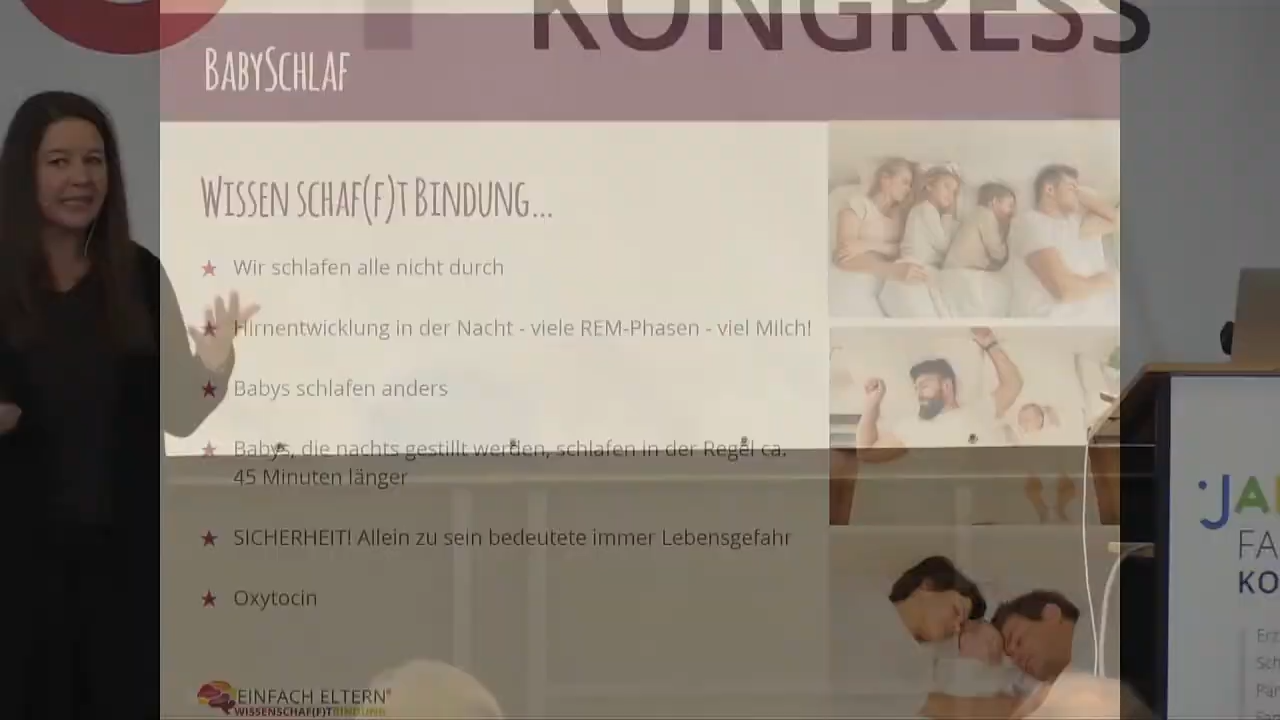 KONGRESS
BABYSCHLAF
WISSEN SCHAF(F)T BINDUNG...
Wir schlafen alle nicht durch
Hirnentwicklung in der Nacht - viele REM-Phasen - viel Milch!
Babys schlafen anders
Babys, die nachts gestillt werden, schlafen in der Regel ca.
45 Minuten länger
SICHERHEIT! Allein zu sein bedeutete immer Lebensgefahr
Oxytocin
EINFACH ELTERN®
WISSENSCHAF(F)TBINDUNG
JA
FA
KO
Erz
Sch